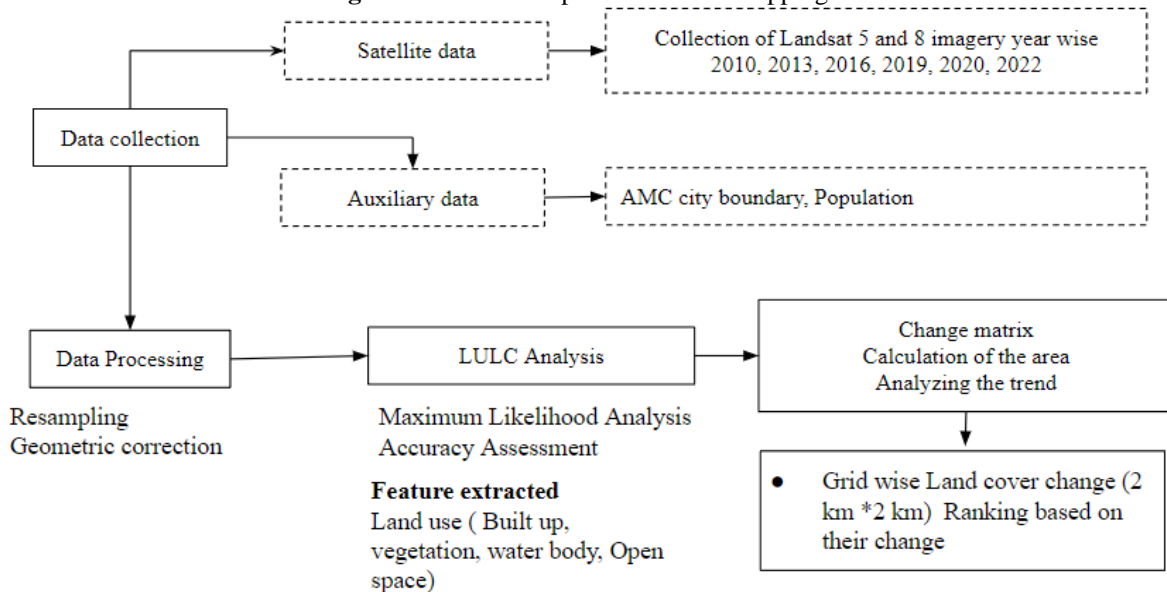 Satellite data
Collection of Landsat 5 and 8 imagery year wise
2010, 2013, 2016, 2019, 2020, 2022
Data collection
Auxiliary data
AMC city boundary, Population
Data Processing
Resampling
Geometric correction
LULC Analysis
Maximum Likelihood Analysis
Accuracy Assessment
Feature extracted
Land use ( Built up,
vegetation, water body, Open
space)
Change matrix
Calculation of the area
Analyzing the trend
● Grid wise Land cover change (2
km *2 km) Ranking based on
their change